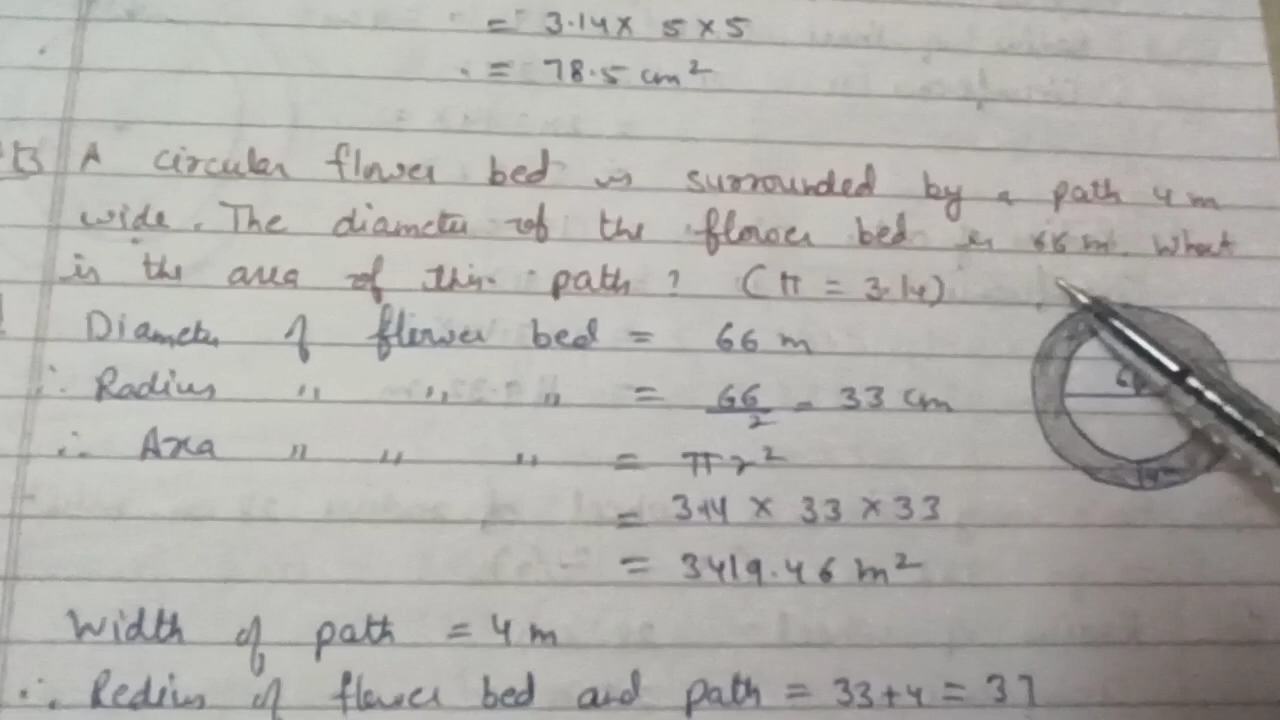 = 3.14 × 5 × 5
= 78.5 cm²
A circular flower bed is surrounded by a path 4 m
wide. The diameter of the flower bed is 66 m. What
is the area of this path? (π = 3.14)
Diameter of flower bed = 66 m
∴ Radius " " " = 66/2 = 33 cm
∴ Area " " " = πr²
= 3.14 × 33 × 33
= 3419.46 m²
Width of path = 4 m
∴ Redius of flower bed and path = 33+4 = 37